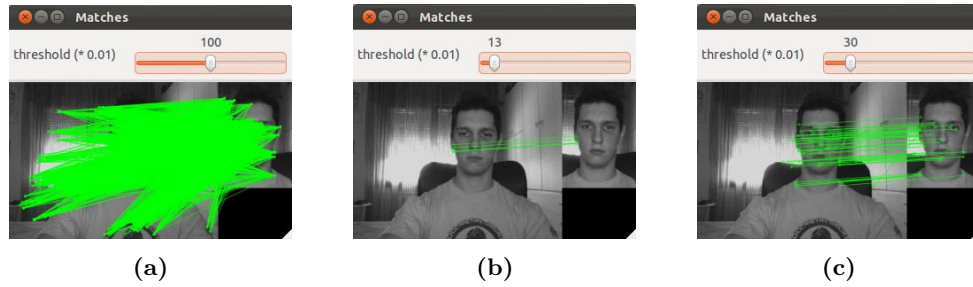 Matches
100
threshold (* 0.01)
(a)
Matches
13
threshold (* 0.01)
(b)
Matches
30
threshold (* 0.01)
(c)